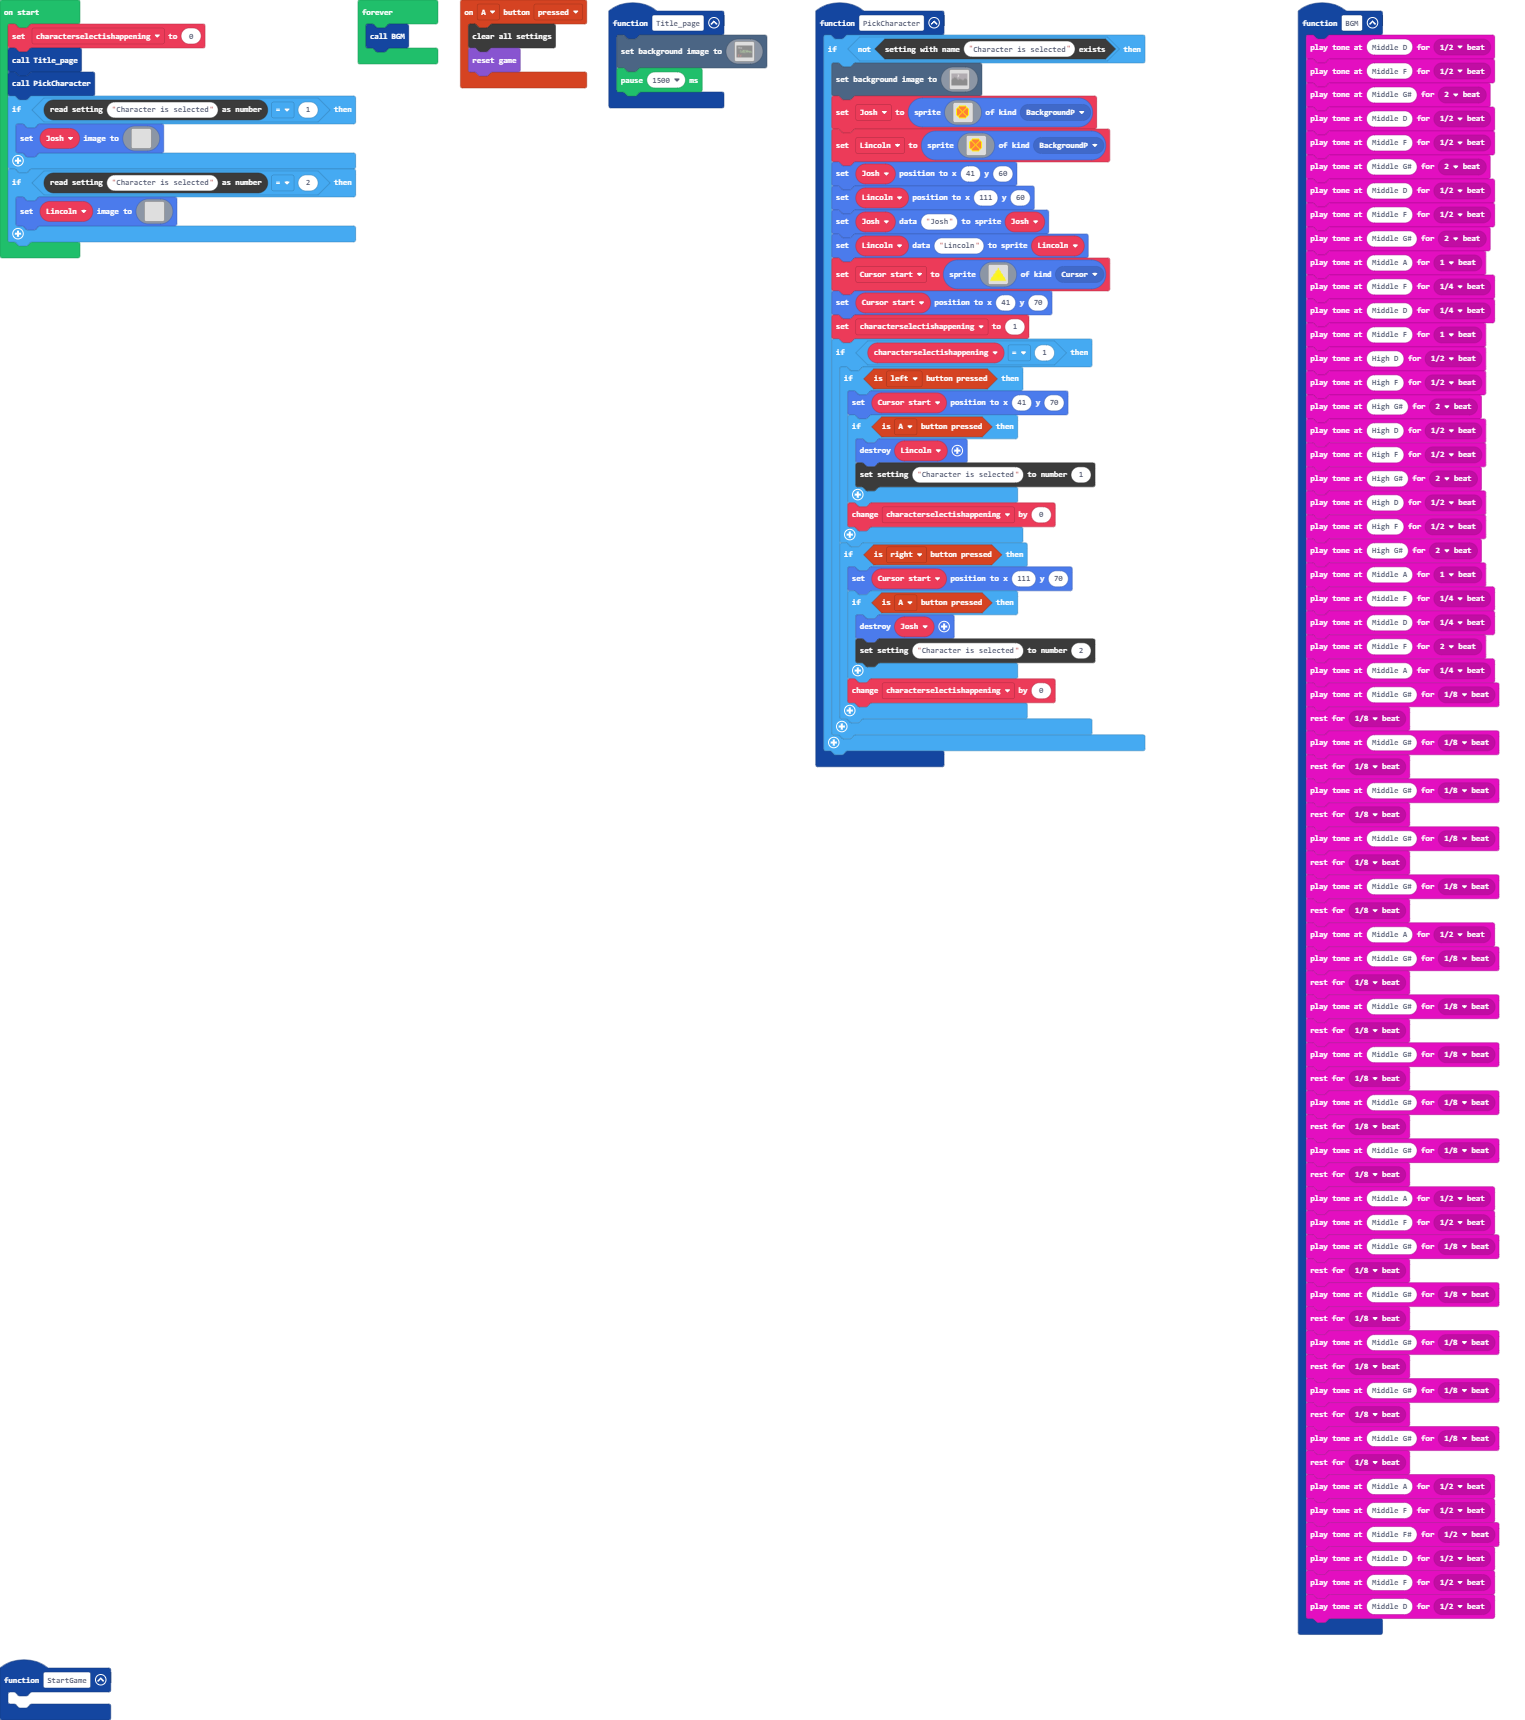 on start
set characterselectishappening to 0
call Title_page
call PickCharacter
if read setting "Character is selected" as number = 1 then
set Josh image to
if read setting "Character is selected" as number = 2 then
set Lincoln image to
forever
call BGM
on A button pressed
clear all settings
reset game
function Title_page
set background image to
pause 1500 ms
function PickCharacter
if not setting with name "Character is selected" exists then
set background image to
set Josh to sprite of kind BackgroundP
set Lincoln to sprite of kind BackgroundP
set Josh position to x 41 y 60
set Lincoln position to x 111 y 60
set Josh data "Josh" to sprite Josh
set Lincoln data "Lincoln" to sprite Lincoln
set Cursor start to sprite of kind Cursor
set Cursor start position to x 41 y 70
set characterselectishappening to 1
if characterselectishappening = 1 then
if is left button pressed then
set Cursor start position to x 41 y 70
if is A button pressed then
destroy Lincoln
set setting "Character is selected" to number 1
change characterselectishappening by 0
if is right button pressed then
set Cursor start position to x 111 y 70
if is A button pressed then
destroy Josh
set setting "Character is selected" to number 2
change characterselectishappening by 0
function BGM
play tone at Middle D for 1/2 beat
play tone at Middle F for 1/2 beat
play tone at Middle G# for 2 beat
play tone at Middle D for 1/2 beat
play tone at Middle F for 1/2 beat
play tone at Middle G# for 2 beat
play tone at Middle D for 1/2 beat
play tone at Middle F for 1/2 beat
play tone at Middle G# for 2 beat
play tone at Middle A for 1 beat
play tone at Middle F for 1/4 beat
play tone at Middle D for 1/4 beat
play tone at Middle F for 1 beat
play tone at High D for 1/2 beat
play tone at High F for 1/2 beat
play tone at High G# for 2 beat
play tone at High D for 1/2 beat
play tone at High F for 1/2 beat
play tone at High G# for 2 beat
play tone at High D for 1/2 beat
play tone at High F for 1/2 beat
play tone at High G# for 2 beat
play tone at Middle A for 1 beat
play tone at Middle F for 1/4 beat
play tone at Middle D for 1/4 beat
play tone at Middle F for 2 beat
play tone at Middle A for 1/4 beat
play tone at Middle G# for 1/8 beat
rest for 1/8 beat
play tone at Middle G# for 1/8 beat
rest for 1/8 beat
play tone at Middle G# for 1/8 beat
rest for 1/8 beat
play tone at Middle G# for 1/8 beat
rest for 1/8 beat
play tone at Middle G# for 1/8 beat
rest for 1/8 beat
play tone at Middle A for 1/2 beat
play tone at Middle G# for 1/8 beat
rest for 1/8 beat
play tone at Middle G# for 1/8 beat
rest for 1/8 beat
play tone at Middle G# for 1/8 beat
rest for 1/8 beat
play tone at Middle G# for 1/8 beat
rest for 1/8 beat
play tone at Middle G# for 1/8 beat
rest for 1/8 beat
play tone at Middle A for 1/2 beat
play tone at Middle F for 1/2 beat
play tone at Middle G# for 1/8 beat
rest for 1/8 beat
play tone at Middle G# for 1/8 beat
rest for 1/8 beat
play tone at Middle G# for 1/8 beat
rest for 1/8 beat
play tone at Middle G# for 1/8 beat
rest for 1/8 beat
play tone at Middle G# for 1/8 beat
rest for 1/8 beat
play tone at Middle A for 1/2 beat
play tone at Middle F for 1/2 beat
play tone at Middle F# for 1/2 beat
play tone at Middle D for 1/2 beat
play tone at Middle F for 1/2 beat
play tone at Middle D for 1/2 beat
function StartGame